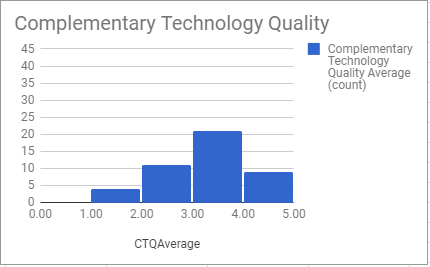 Complementary Technology Quality
45
40
35
30
25
20
15
10
5
0
0.00 1.00 2.00 3.00 4.00 5.00
CTQAverage
Complementary
Technology
Quality Average
(count)